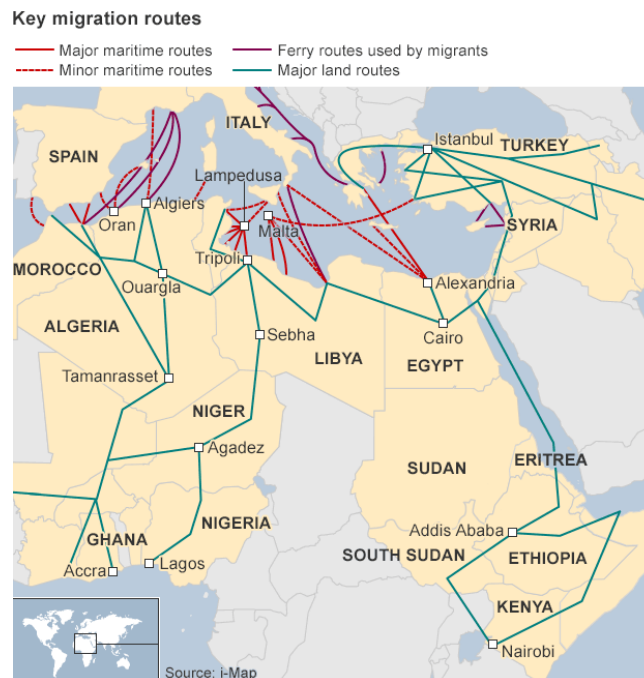 Key migration routes
Major maritime routes
Ferry routes used by migrants
Minor maritime routes
Major land routes
ITALY
Istanbul
TURKEY
SPAIN
Lampedusa
Algiers
Oran
Malta
SYRIA
MOROCCO
Tripoli
Ouargla
Alexandria
ALGERIA
Sebha
Cairo
LIBYA
EGYPT
Tamanrasset
NIGER
Agadez
SUDAN
ERITREA
NIGERIA
GHANA
Addis Ababa
SOUTH SUDAN
ETHIOPIA
Accra
Lagos
KENYA
Nairobi
Source: i-Map